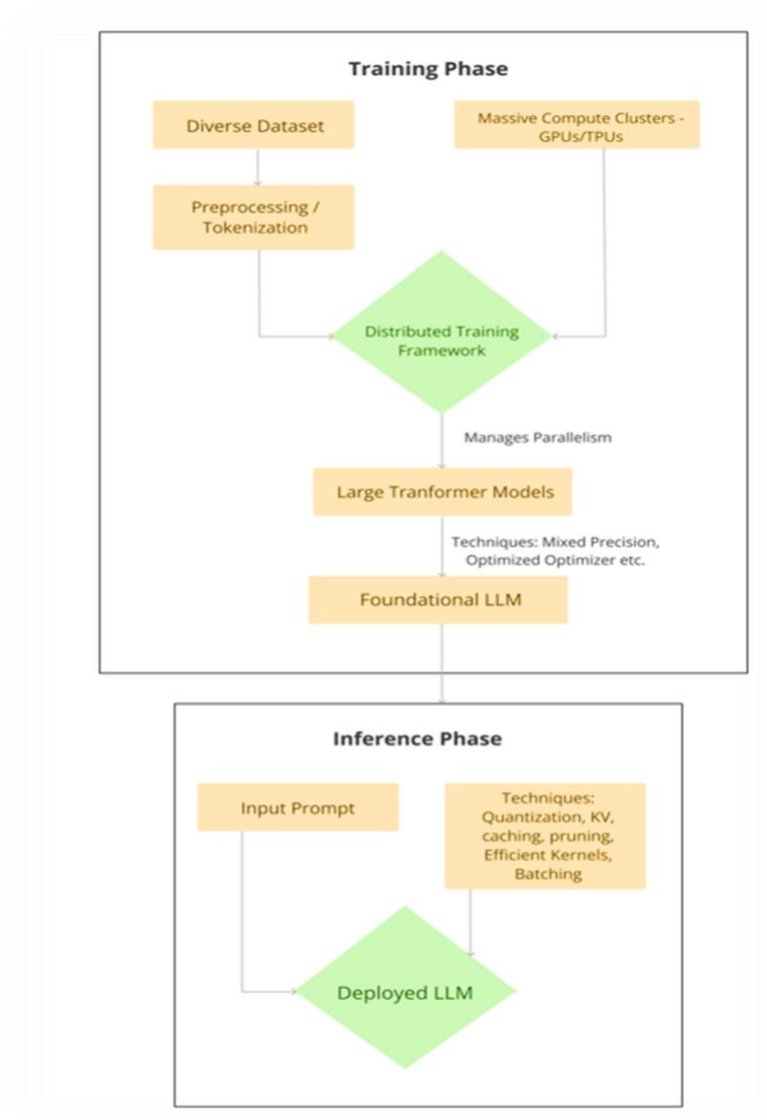 Training Phase
Diverse Dataset
Massive Compute Clusters -
GPUs/TPUs
Preprocessing /
Tokenization
Distributed Training
Framework
Manages Parallelism
Large Tranformer Models
Techniques: Mixed Precision,
Optimized Optimizer etc.
Foundational LLM
Inference Phase
Input Prompt
Techniques:
Quantization, KV,
caching, pruning,
Efficient Kernels,
Batching
Deployed LLM